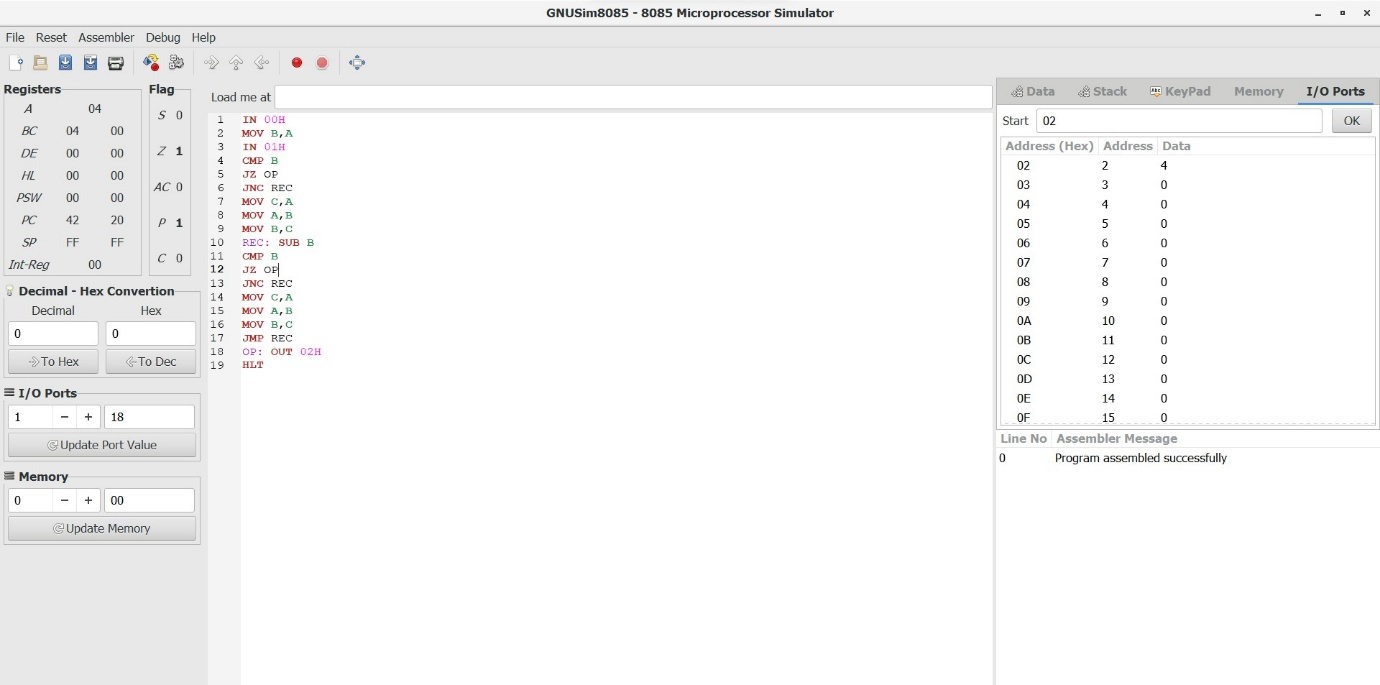 GNUSim8085 - 8085 Microprocessor Simulator
File Reset Assembler Debug Help
Registers
A 04
BC 04 00
DE 00 00
HL 00 00
PSW 00 00
PC 42 20
SP FF FF
Int-Reg 00
Flag
S 0
Z 1
AC 0
P 1
C 0
Decimal - Hex Convertion
Decimal Hex
0 0
To Hex To Dec
I/O Ports
1 - + 18
Update Port Value
Memory
0 - + 00
Update Memory
Load me at
1 IN 00H
2 MOV B,A
3 IN 01H
4 CMP B
5 JZ OP
6 JNC REC
7 MOV C,A
8 MOV A,B
9 MOV B,C
10 REC: SUB B
11 CMP B
12 JZ OP
13 JNC REC
14 MOV C,A
15 MOV A,B
16 MOV B,C
17 JMP REC
18 OP: OUT 02H
19 HLT
Data Stack KeyPad Memory I/O Ports
Start 02 OK
Address (Hex) Address Data
02 2 4
03 3 0
04 4 0
05 5 0
06 6 0
07 7 0
08 8 0
09 9 0
0A 10 0
0B 11 0
0C 12 0
0D 13 0
0E 14 0
0F 15 0
Line No Assembler Message
0 Program assembled successfully